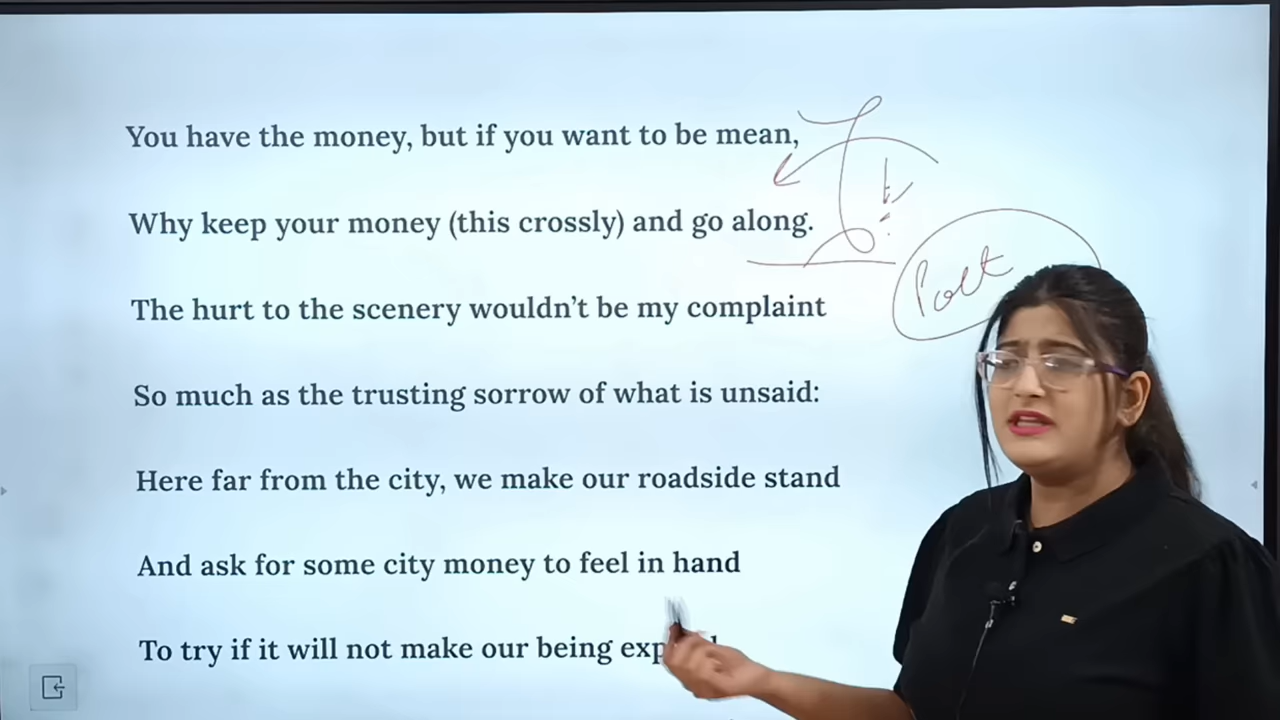 You have the money, but if you want to be mean,
Why keep your money (this crossly) and go along.
Poet
The hurt to the scenery wouldn't be my complaint
So much as the trusting sorrow of what is unsaid:
Here far from the city, we make our roadside stand
And ask for some city money to feel in hand
To try if it will not make our being